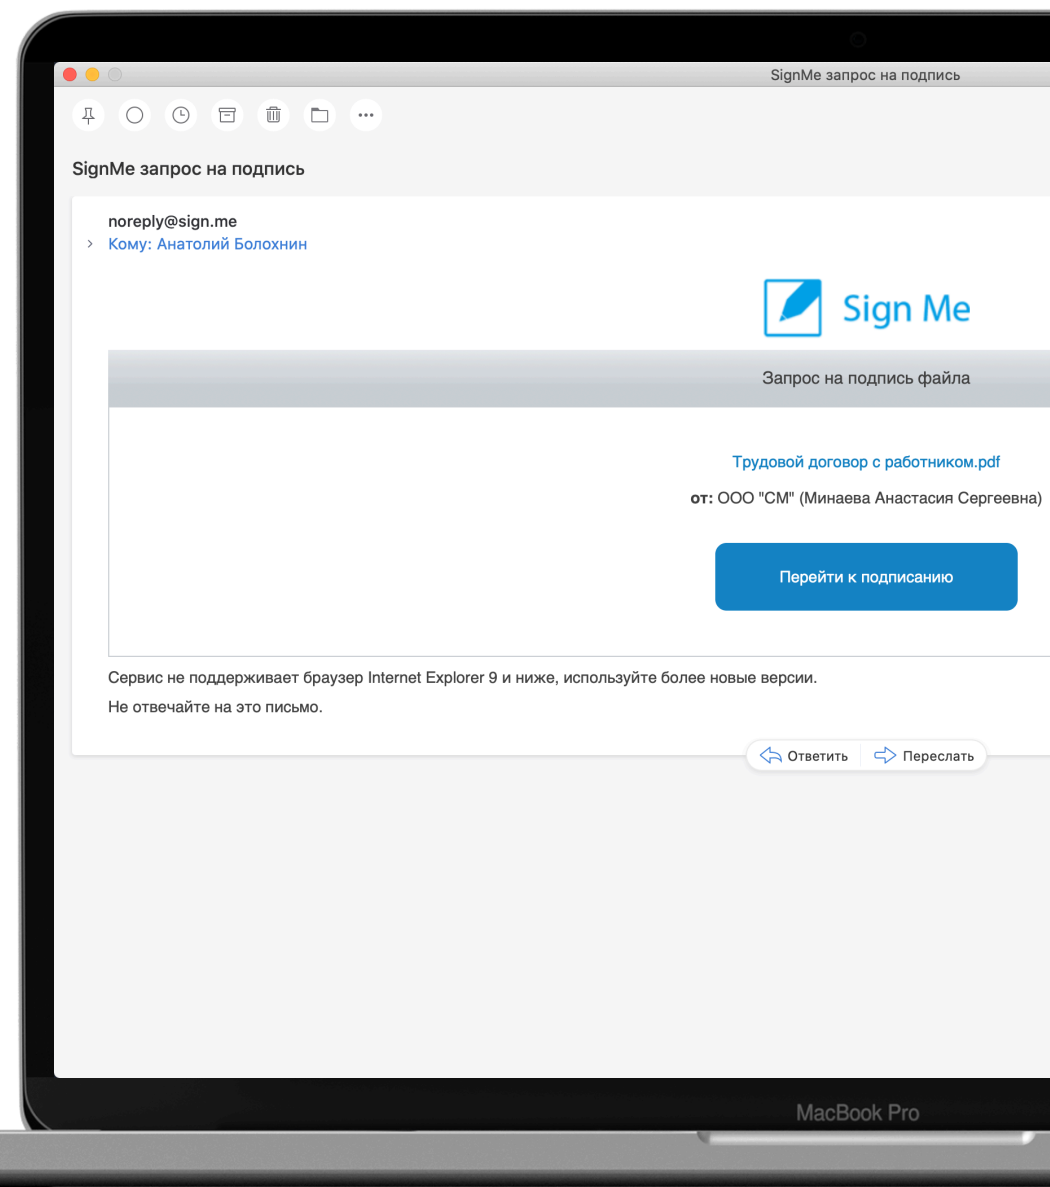 SignMe запрос на подпись
SignMe запрос на подпись
noreply@sign.me
Кому: Анатолий Болохнин
Sign Me
Запрос на подпись файла
Трудовой договор с работником.pdf
от: ООО "СМ" (Минаева Анастасия Сергеевна)
Перейти к подписанию
Сервис не поддерживает браузер Internet Explorer 9 и ниже, используйте более новые версии.
Не отвечайте на это письмо.
Ответить Переслать
MacBook Pro